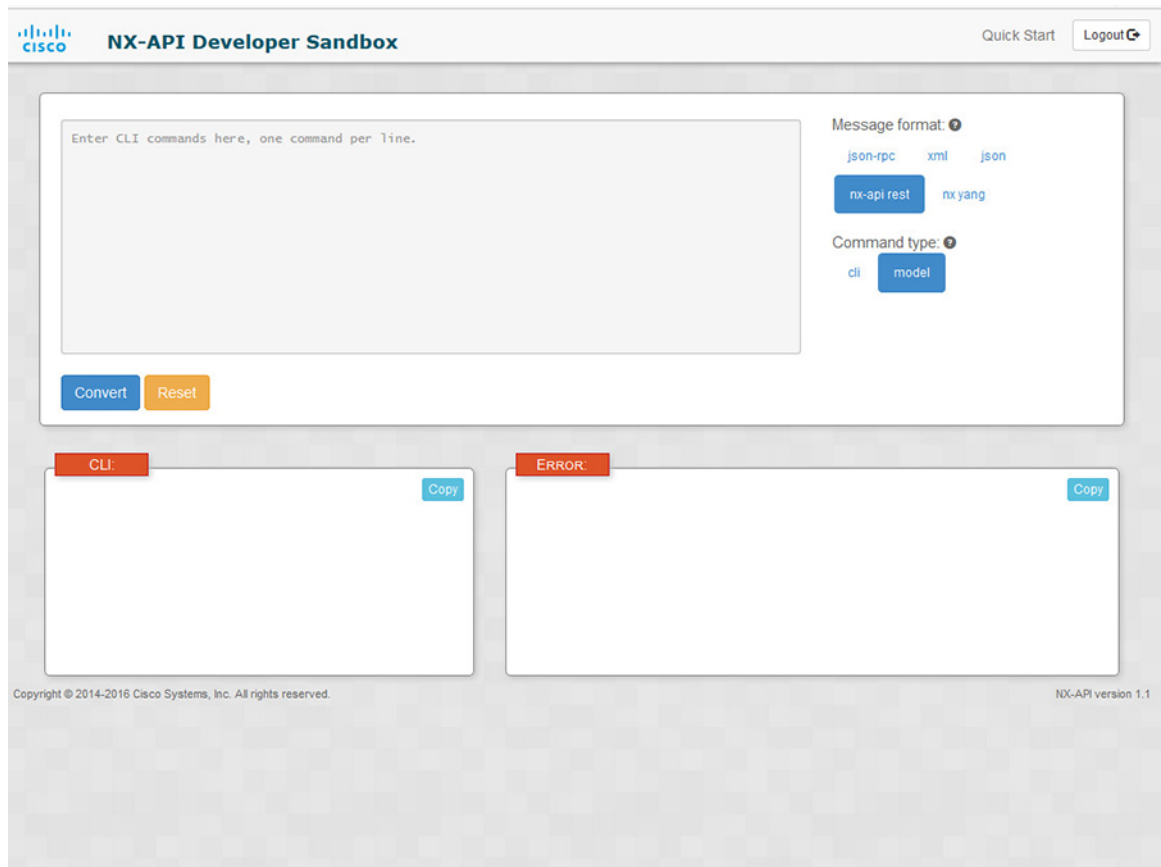 CISCO
NX-API Developer Sandbox
Quick Start
Logout
Enter CLI commands here, one command per line.
Message format:
json-rpc xml json
nx-api rest nx yang
Command type:
cli model
Convert Reset
CLI:
Copy
ERROR:
Copy
Copyright © 2014-2016 Cisco Systems, Inc. All rights reserved.
NX-API version 1.1